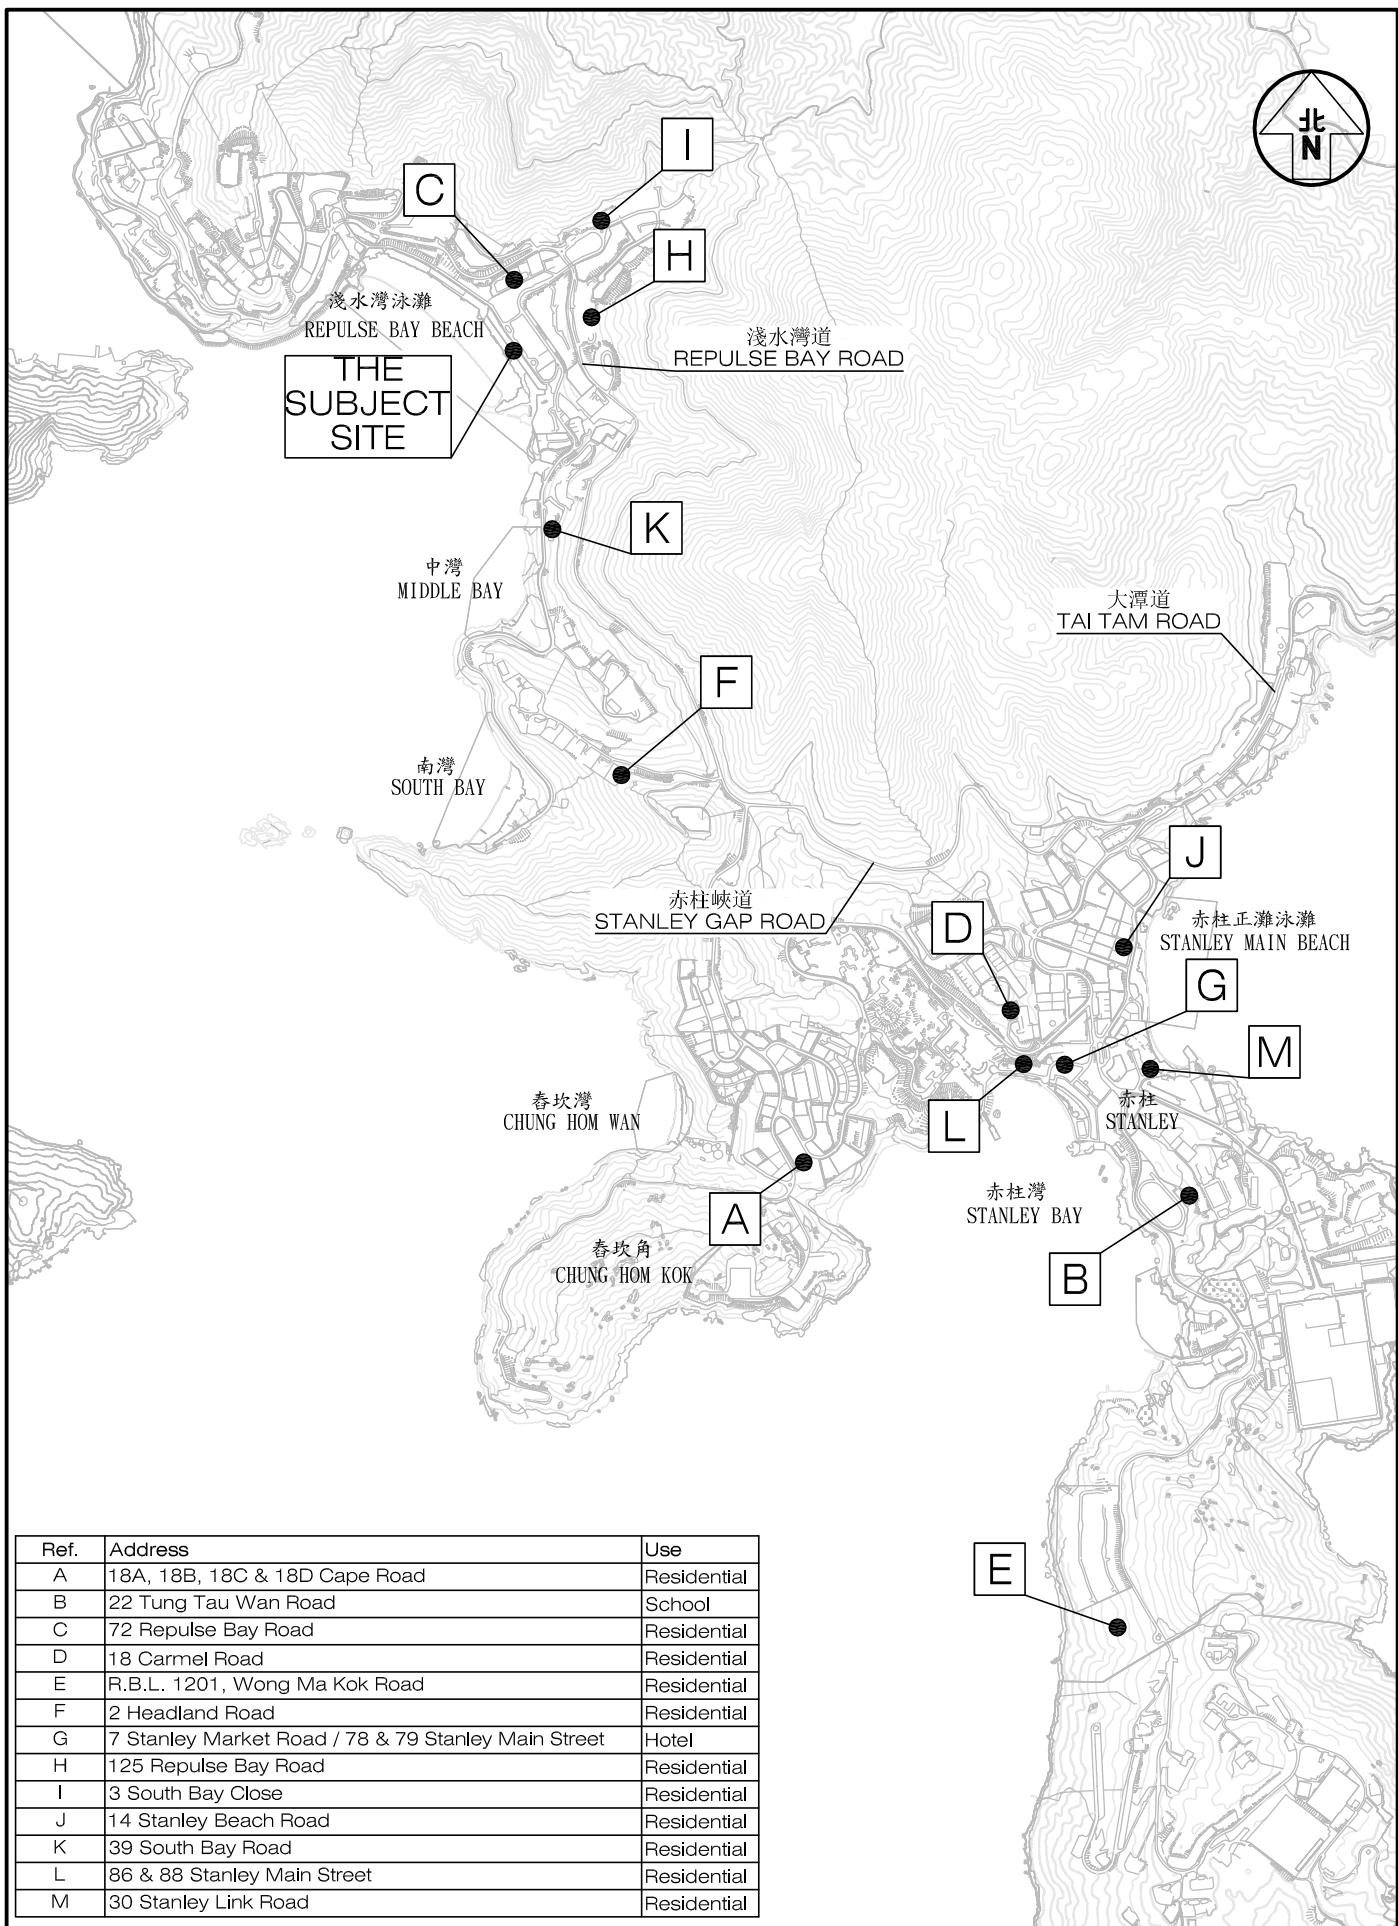 北
N
I
C
H
淺水灣泳灘
REPULSE BAY BEACH
淺水灣道
REPULSE BAY ROAD
THE
SUBJECT
SITE
K
中灣
MIDDLE BAY
大潭道
TAI TAM ROAD
F
南灣
SOUTH BAY
J
赤柱峽道
STANLEY GAP ROAD
D
赤柱正灘泳灘
STANLEY MAIN BEACH
G
M
舂坎灣
CHUNG HOM WAN
L
赤柱
STANLEY
赤柱灣
STANLEY BAY
A
舂坎角
CHUNG HOM KOK
B
E
Ref. Address Use
A 18A, 18B, 18C & 18D Cape Road Residential
B 22 Tung Tau Wan Road School
C 72 Repulse Bay Road Residential
D 18 Carmel Road Residential
E R.B.L. 1201, Wong Ma Kok Road Residential
F 2 Headland Road Residential
G 7 Stanley Market Road / 78 & 79 Stanley Main Street Hotel
H 125 Repulse Bay Road Residential
I 3 South Bay Close Residential
J 14 Stanley Beach Road Residential
K 39 South Bay Road Residential
L 86 & 88 Stanley Main Street Residential
M 30 Stanley Link Road Residential